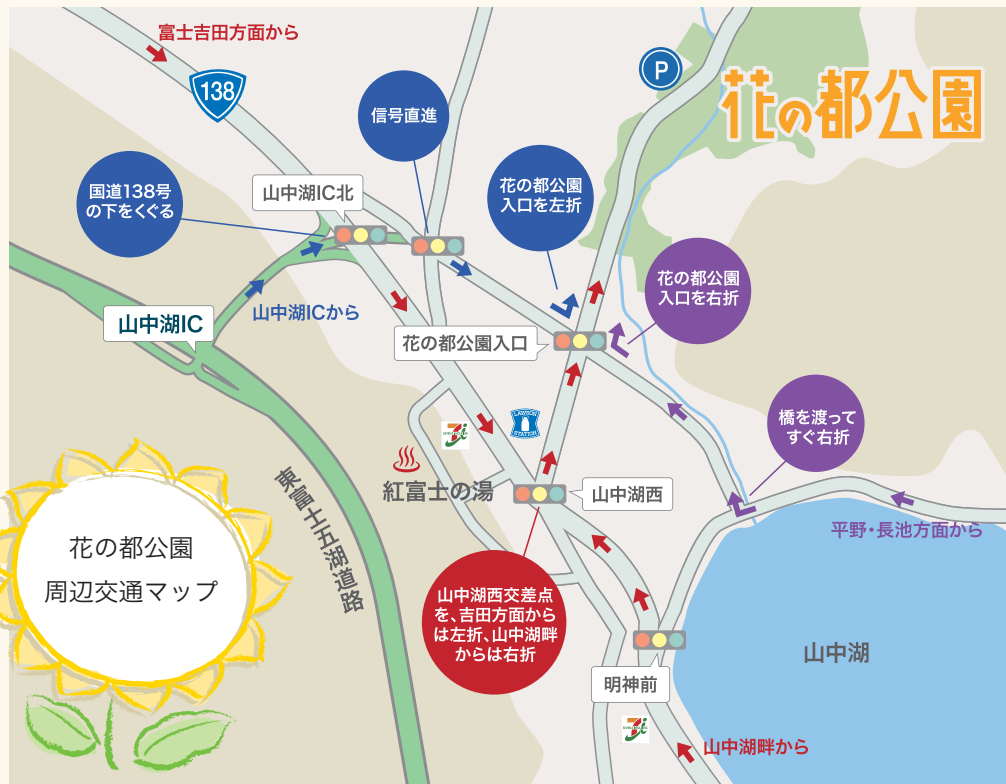 富士吉田方面から
138
信号直進
P
花の都公園
国道138号
の下をくぐる
山中湖IC北
花の都公園
入口を左折
花の都公園
入口を右折
山中湖IC
山中湖ICから
花の都公園入口
橋を渡って
すぐ右折
LAWSON
STATION
紅富士の湯
山中湖西
平野・長池方面から
東富士五湖道路
花の都公園
周辺交通マップ
山中湖西交差点
を、吉田方面から
は左折、山中湖畔
からは右折
山中湖
明神前
山中湖畔から